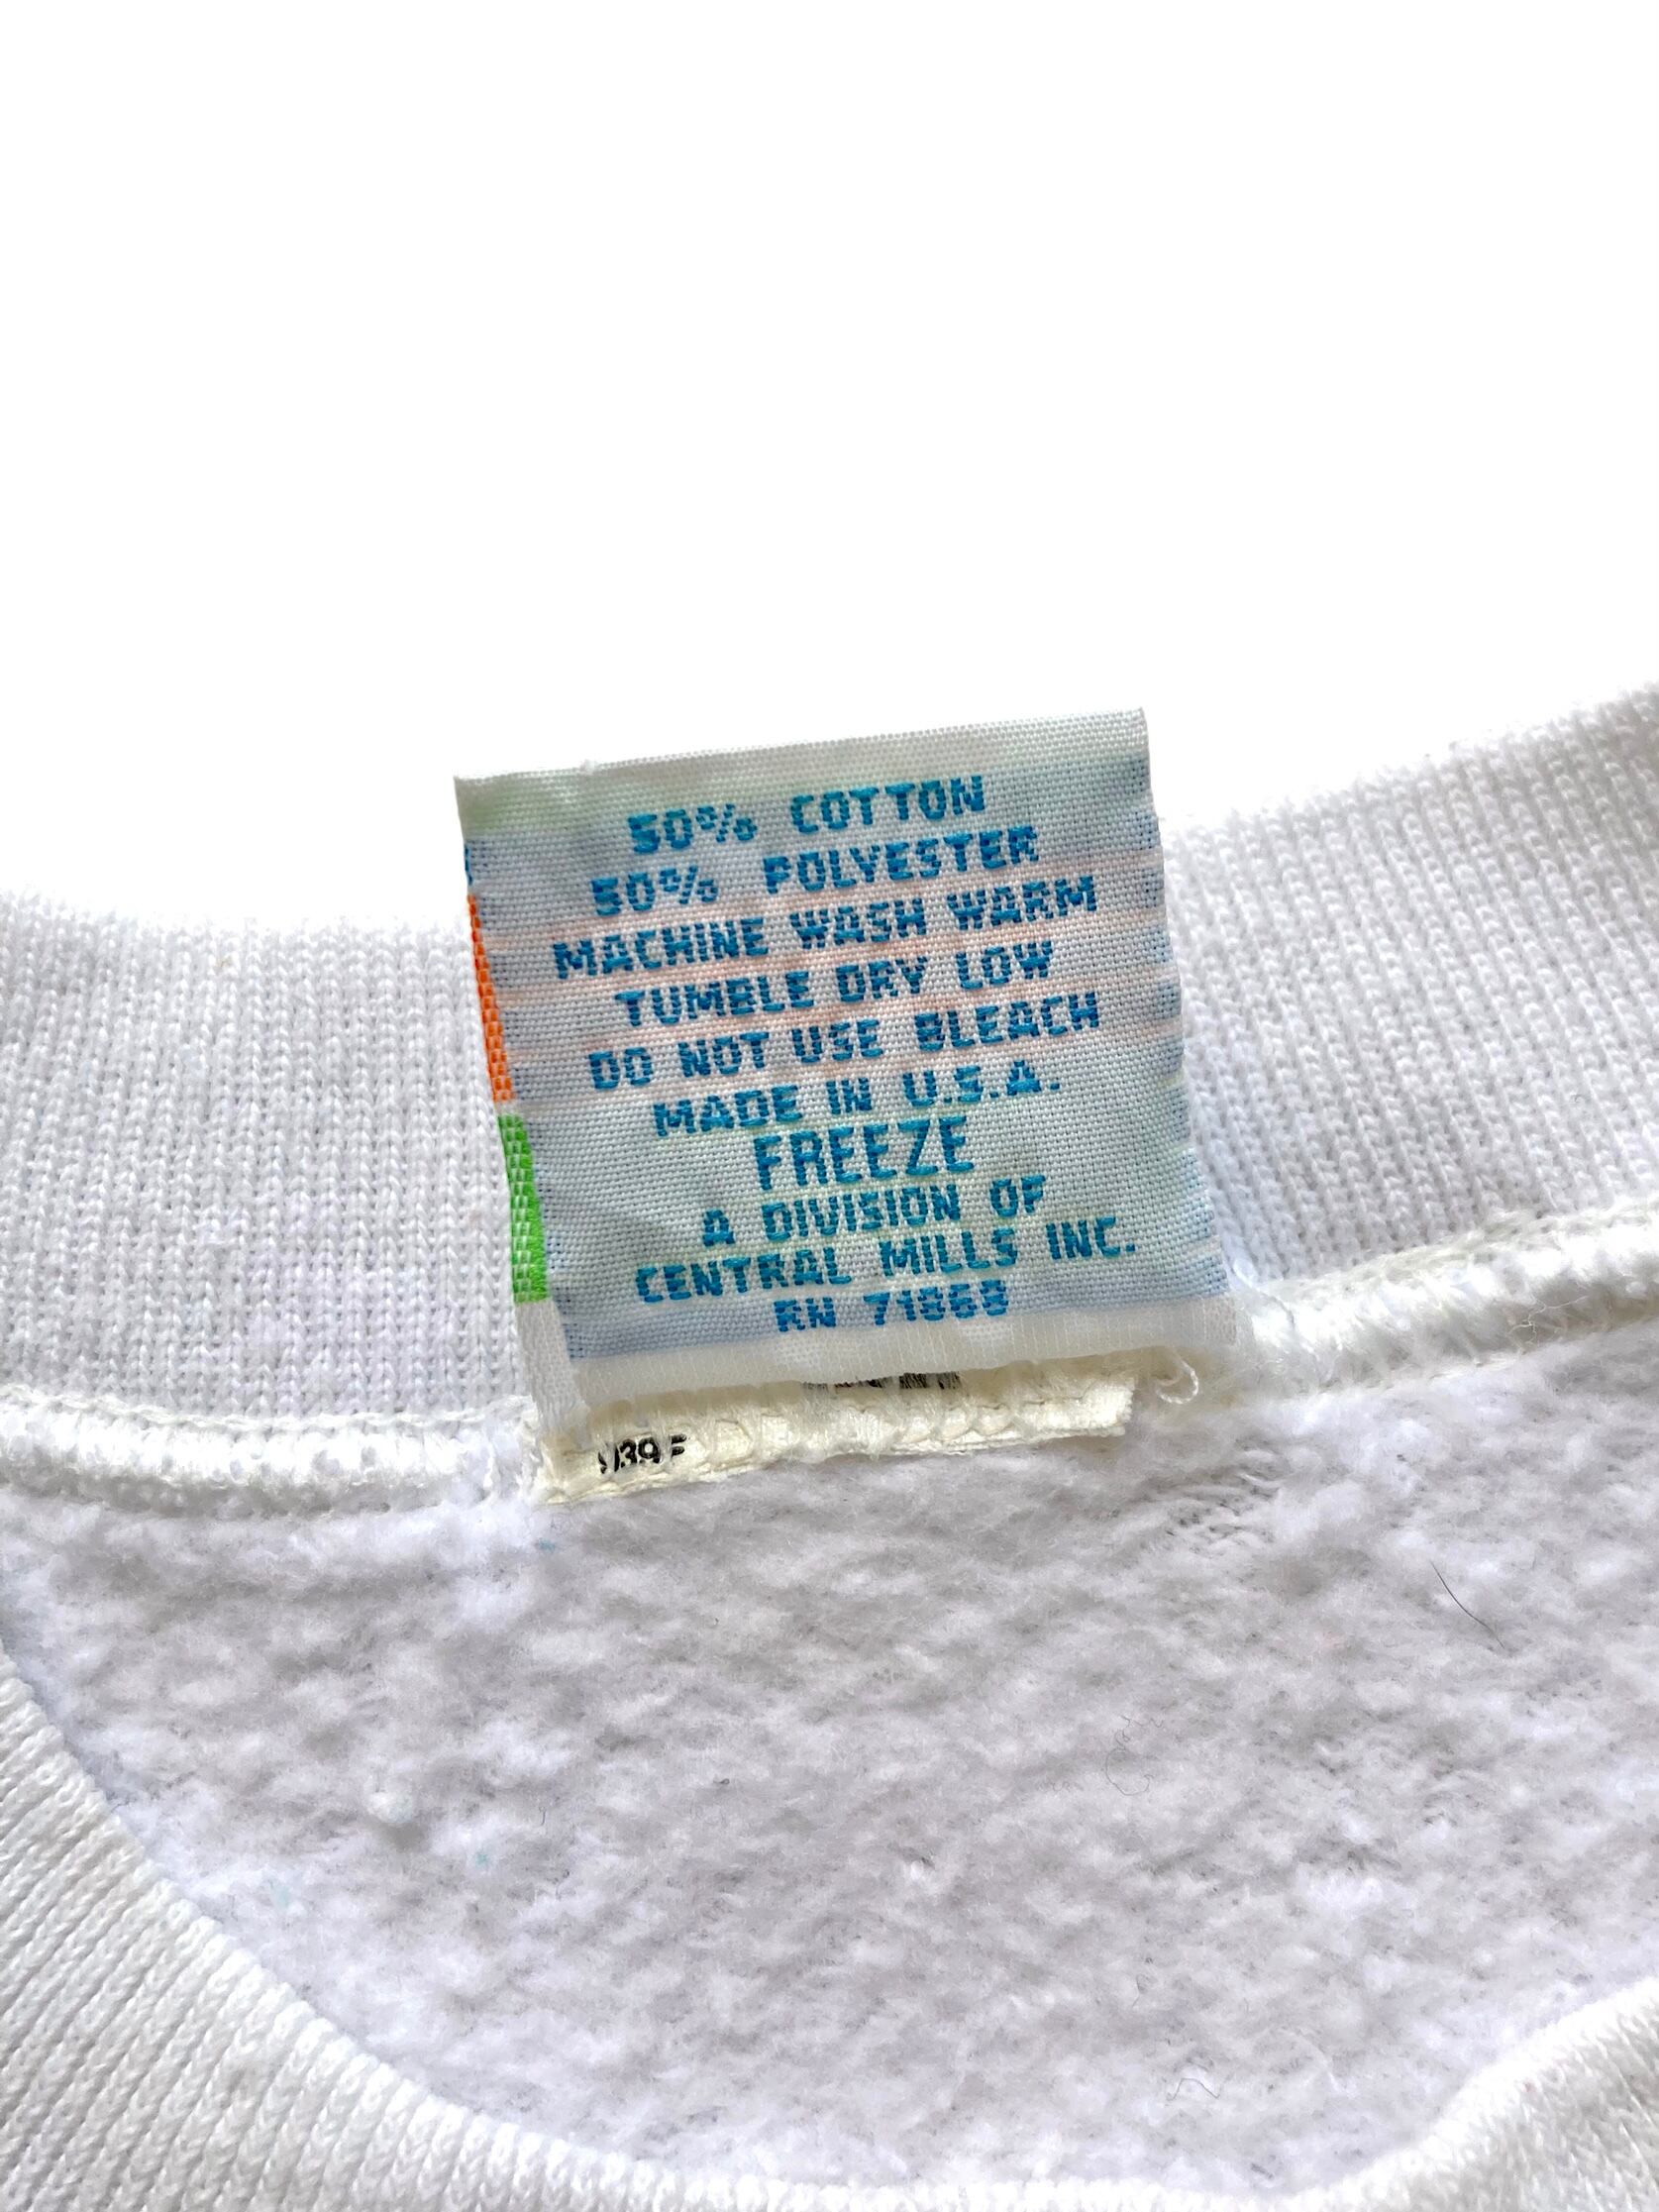 50% COTTON
50% POLYESTER
MACHINE WASH WARM
TUMBLE DRY LOW
DO NOT USE BLEACH
MADE IN U.S.A.
FREEZE
A DIVISION OF
CENTRAL MILLS INC.
RN 71868